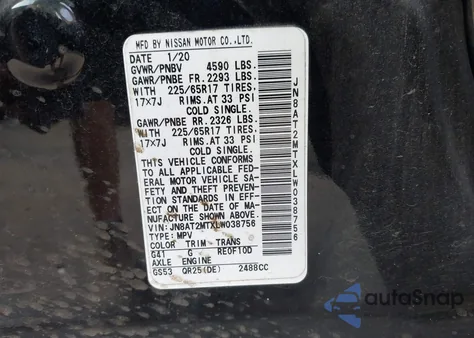 MFD BY NISSAN MOTOR CO.,LTD.
DATE 1/20
GVWR/PNBV 4590 LBS.
GAWR/PNBE FR. 2293 LBS.
WITH 225/65R17 TIRES.
17×7J RIMS.AT 33 PSI
COLD SINGLE.
GAWR/PNBE RR. 2326 LBS.
WITH 225/65R17 TIRES.
17×7J RIMS.AT 33 PSI
COLD SINGLE.
THIS VEHICLE CONFORMS
TO ALL APPLICABLE FED-
ERAL MOTOR VEHICLE SA-
FETY AND THEFT PREVEN-
TION STANDARDS IN EFF-
ECT ON THE DATE OF MA-
NUFACTURE SHOWN ABOVE.
VIN: JN8AT2MTXLW038756
TYPE: MPV
COLOR TRIM TRANS
G41 G RE0F10D
AXLE ENGINE
GS53 QR25(DE) 2488CC
JN8AT2MTXLW038756
autoSnap